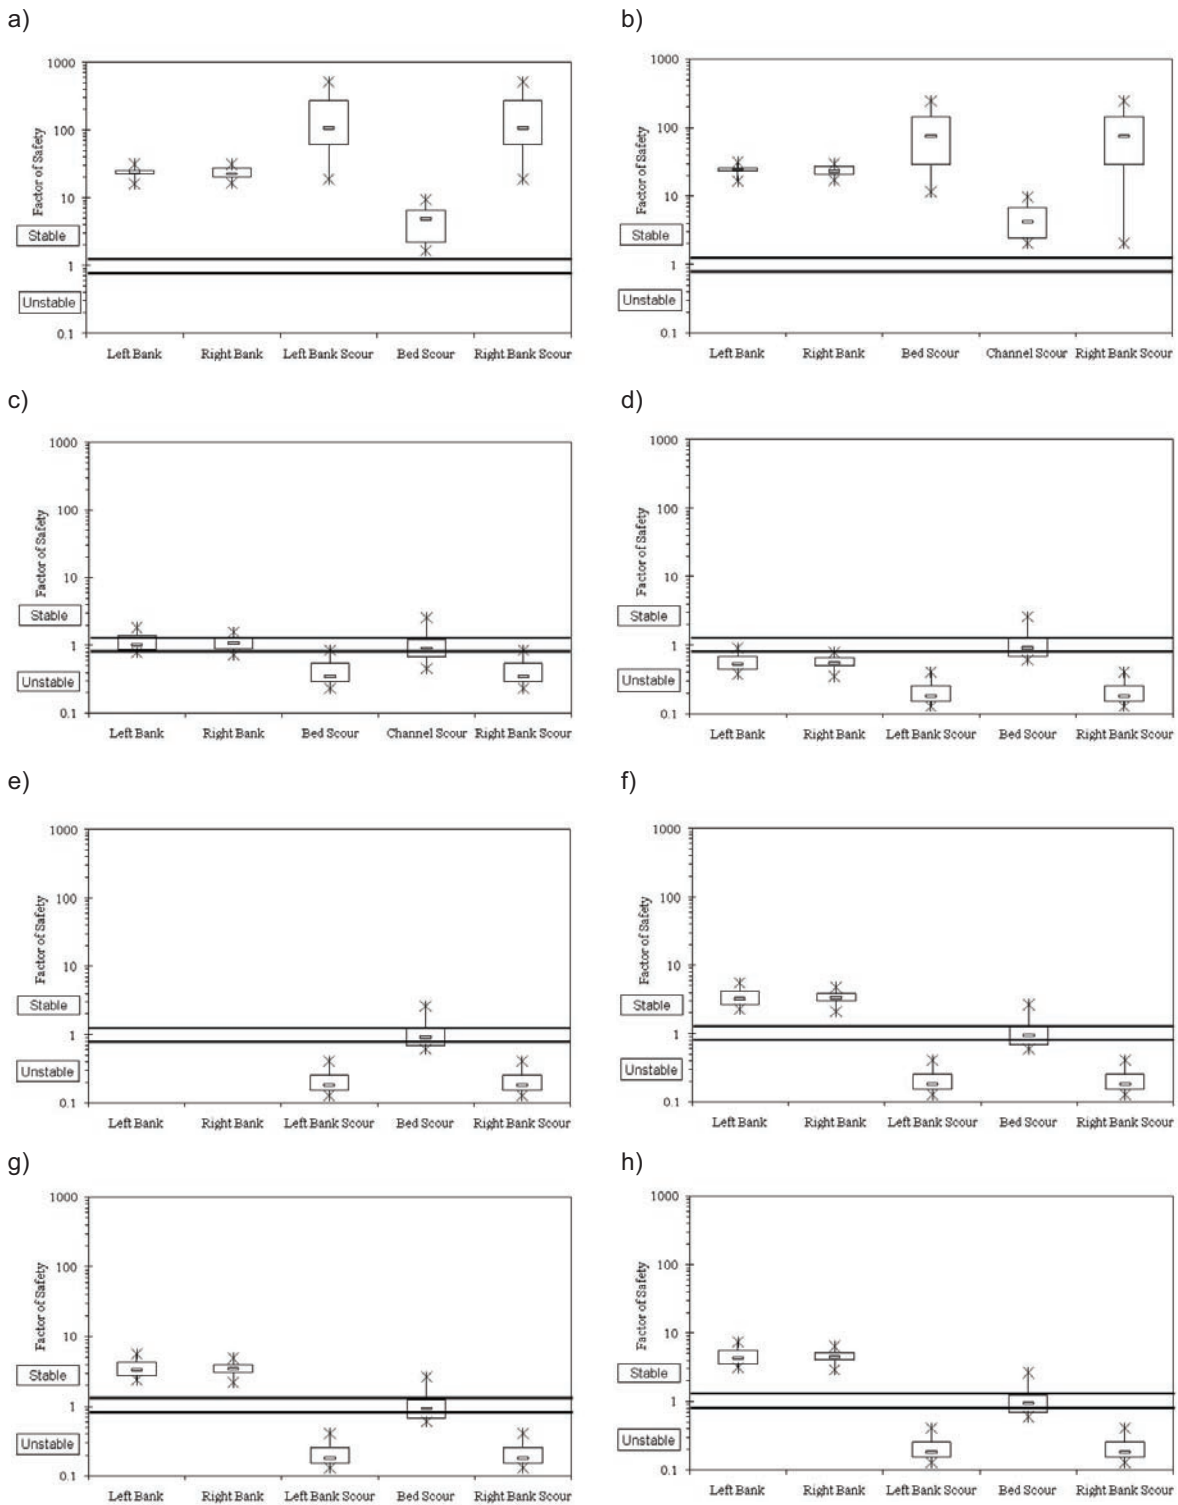 a)
1000
100
10
1
0.1
Factor of Safety
Stable
Unstable
Left Bank Right Bank Left Bank Scour Bed Scour Right Bank Scour
b)
1000
100
10
1
0.1
Factor of Safety
Stable
Unstable
Left Bank Right Bank Bed Scour Channel Scour Right Bank Scour
c)
1000
100
10
1
0.1
Factor of Safety
Stable
Unstable
Left Bank Right Bank Bed Scour Channel Scour Right Bank Scour
d)
1000
100
10
1
0.1
Factor of Safety
Stable
Unstable
Left Bank Right Bank Left Bank Scour Bed Scour Right Bank Scour
e)
1000
100
10
1
0.1
Factor of Safety
Stable
Unstable
Left Bank Right Bank Left Bank Scour Bed Scour Right Bank Scour
f)
1000
100
10
1
0.1
Factor of Safety
Stable
Unstable
Left Bank Right Bank Left Bank Scour Bed Scour Right Bank Scour
g)
1000
100
10
1
0.1
Factor of Safety
Stable
Unstable
Left Bank Right Bank Left Bank Scour Bed Scour Right Bank Scour
h)
1000
100
10
1
0.1
Factor of Safety
Stable
Unstable
Left Bank Right Bank Left Bank Scour Bed Scour Right Bank Scour